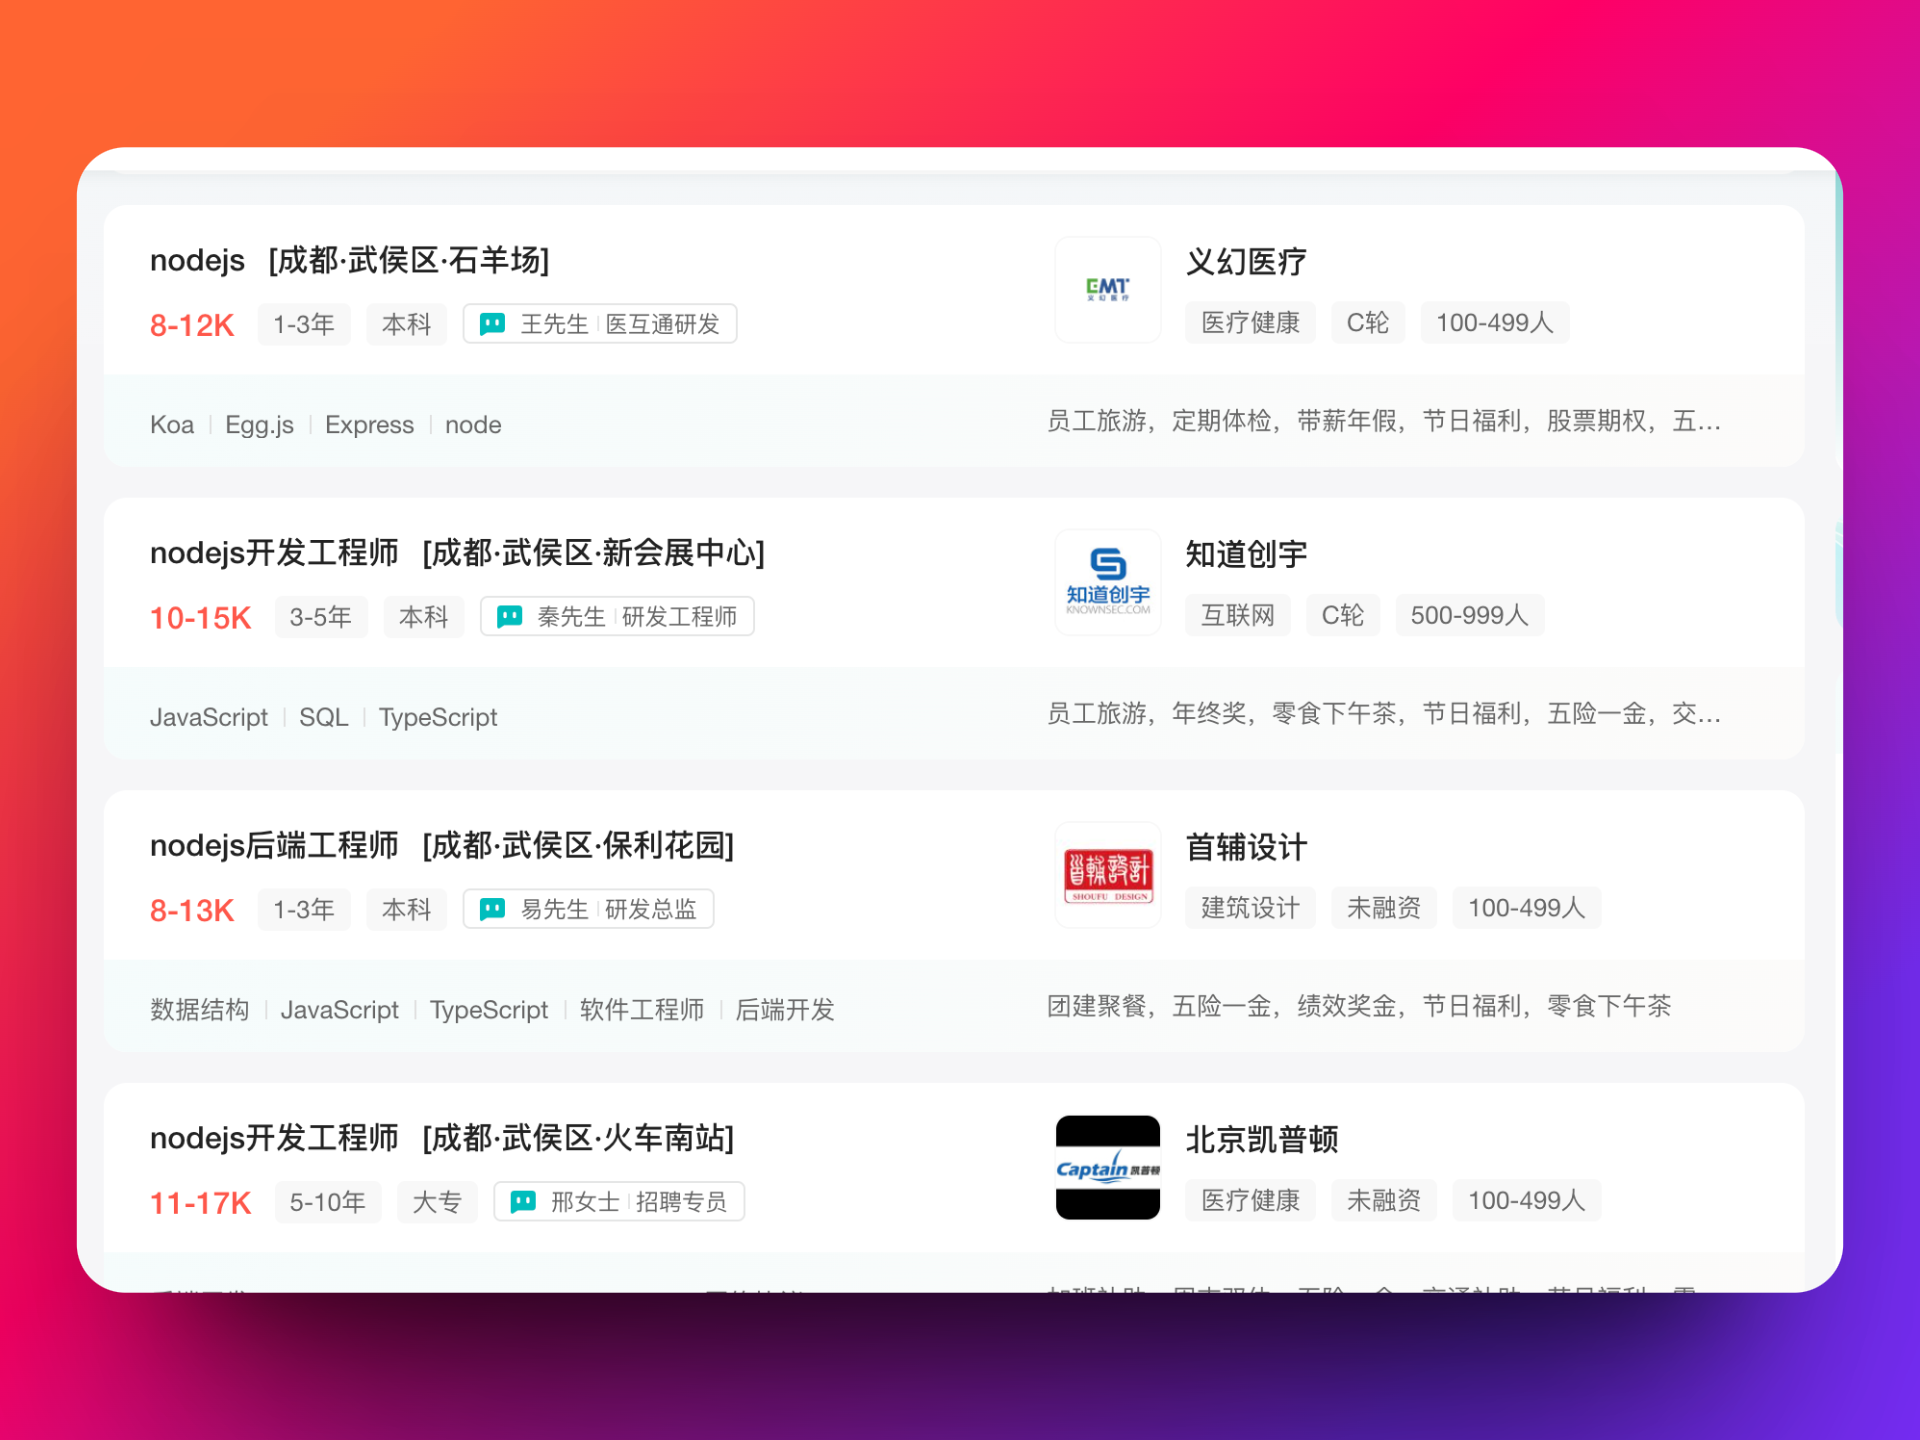 nodejs [成都·武侯区·石羊场]
8-12K 1-3年 本科 王先生 医互通研发
EMT
义幻医疗
义幻医疗
医疗健康 C轮 100-499人
Koa Egg.js Express node
员工旅游，定期体检，带薪年假，节日福利，股票期权，五...
nodejs开发工程师 [成都·武侯区·新会展中心]
10-15K 3-5年 本科 秦先生 研发工程师
知道创宇
KNOWNSEC.COM
知道创宇
互联网 C轮 500-999人
JavaScript SQL TypeScript
员工旅游，年终奖，零食下午茶，节日福利，五险一金，交...
nodejs后端工程师 [成都·武侯区·保利花园]
8-13K 1-3年 本科 易先生 研发总监
首輔設計
SHOUFU DESIGN
首辅设计
建筑设计 未融资 100-499人
数据结构 JavaScript TypeScript 软件工程师 后端开发
团建聚餐，五险一金，绩效奖金，节日福利，零食下午茶
nodejs开发工程师 [成都·武侯区·火车南站]
11-17K 5-10年 大专 邢女士 招聘专员
Captain 凯普顿
北京凯普顿
医疗健康 未融资 100-499人